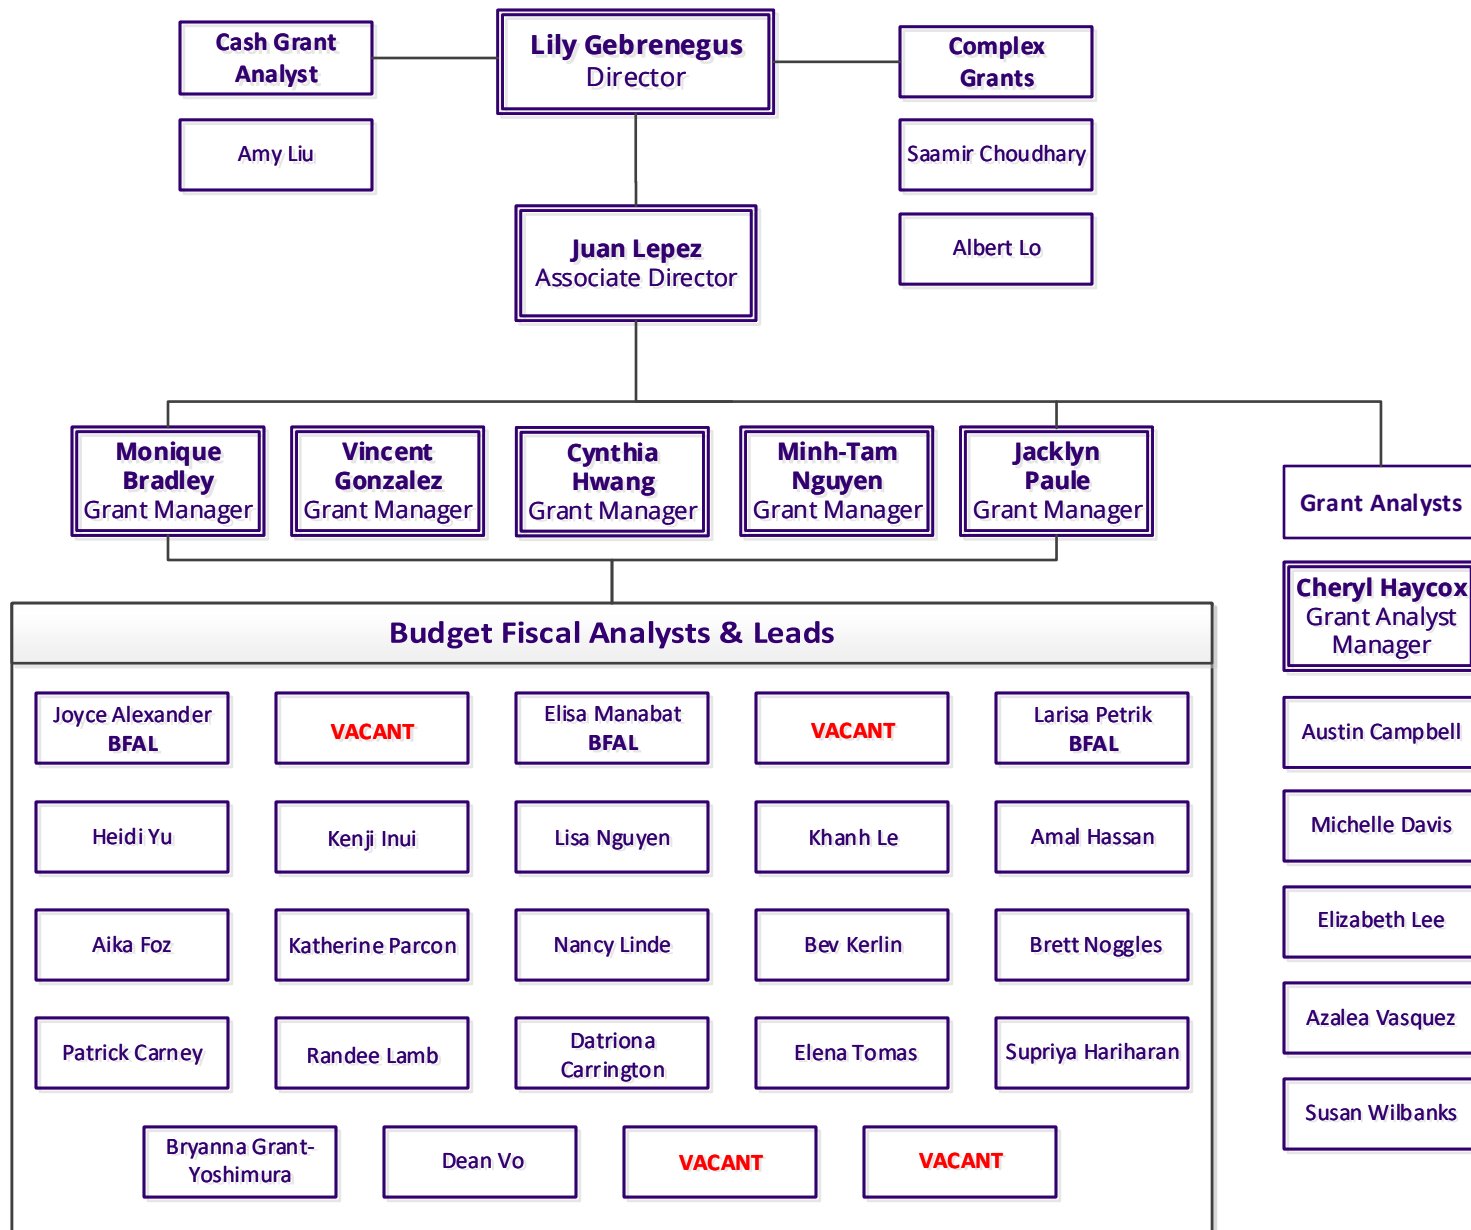 Cash Grant
Analyst
Lily Gebrenegus
Director
Complex
Grants
Amy Liu
Saamir Choudhary
Albert Lo
Juan Lepez
Associate Director
Monique
Bradley
Grant Manager
Vincent
Gonzalez
Grant Manager
Cynthia
Hwang
Grant Manager
Minh-Tam
Nguyen
Grant Manager
Jacklyn
Paule
Grant Manager
Grant Analysts
Cheryl Haycox
Grant Analyst
Manager
Austin Campbell
Michelle Davis
Elizabeth Lee
Azalea Vasquez
Susan Wilbanks
Budget Fiscal Analysts & Leads
Joyce Alexander
BFAL
VACANT
Elisa Manabat
BFAL
VACANT
Larisa Petrik
BFAL
Heidi Yu
Kenji Inui
Lisa Nguyen
Khanh Le
Amal Hassan
Aika Foz
Katherine Parcon
Nancy Linde
Bev Kerlin
Brett Noggles
Patrick Carney
Randee Lamb
Datriona
Carrington
Elena Tomas
Supriya Hariharan
Bryanna Grant-
Yoshimura
Dean Vo
VACANT
VACANT